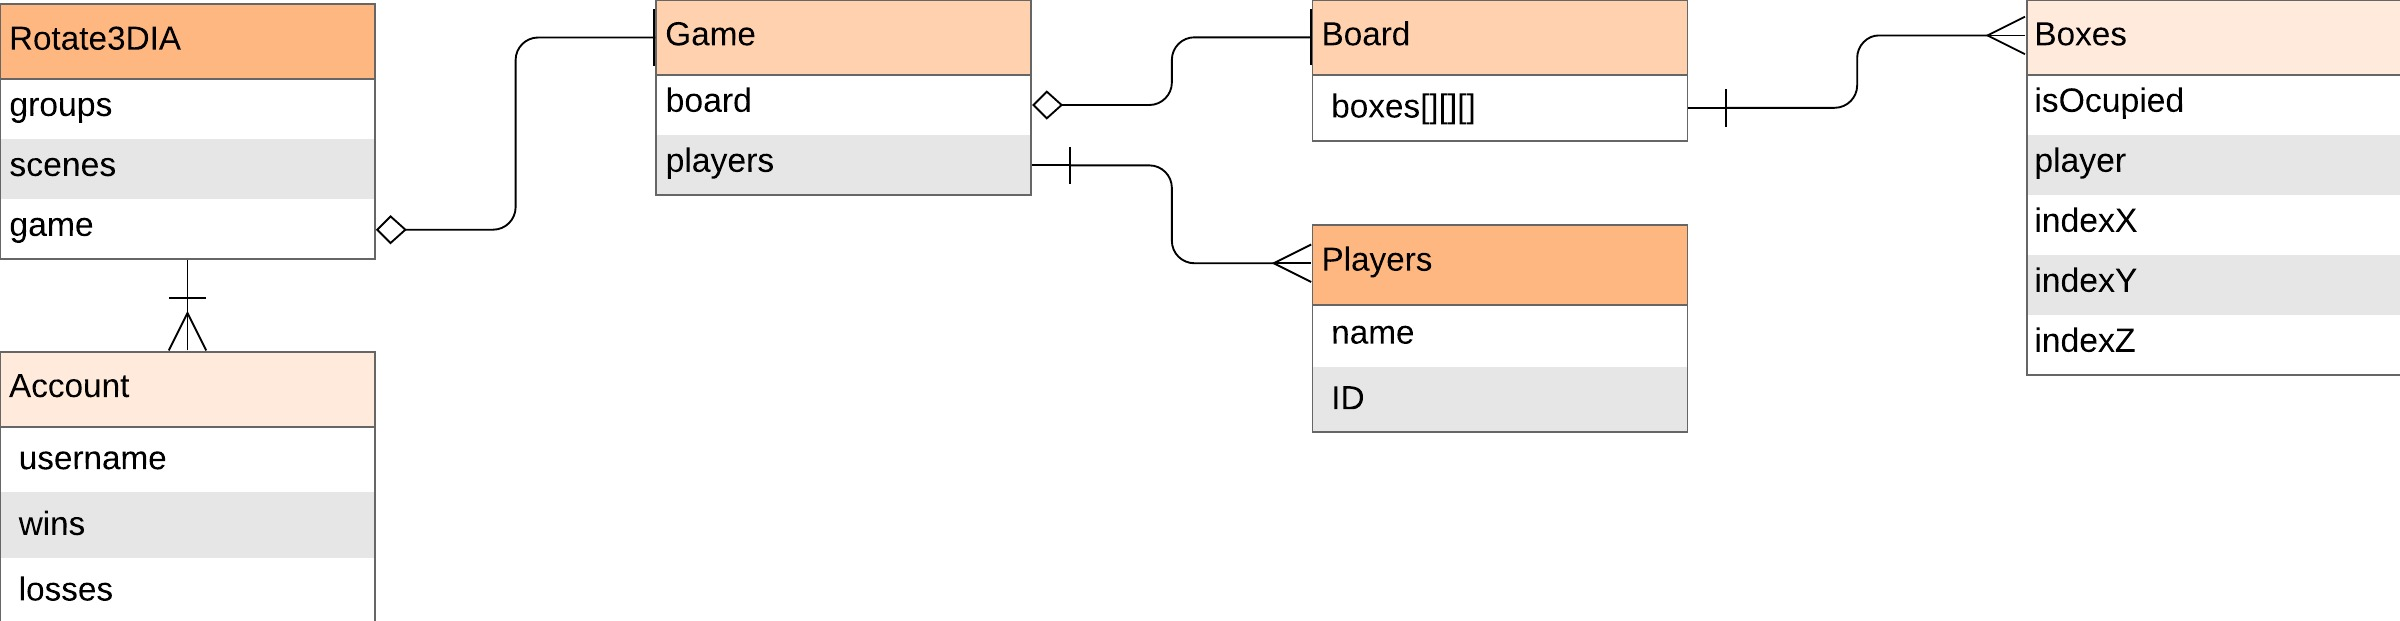 Rotate3DIA
groups
scenes
game
Account
username
wins
losses
Game
board
players
Board
boxes[][][]
Players
name
ID
Boxes
isOcupied
player
indexX
indexY
indexZ